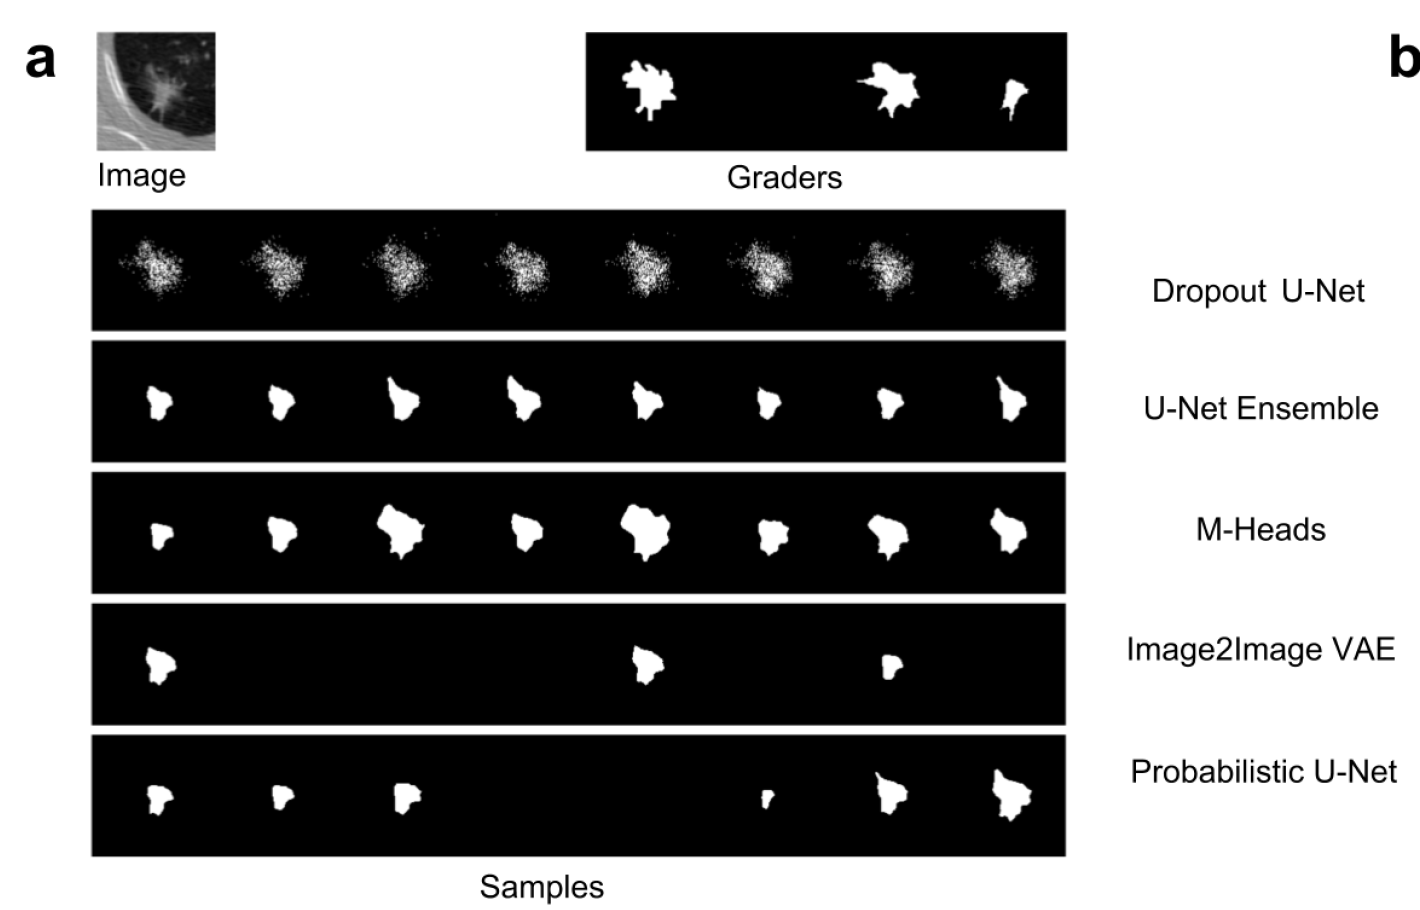 a
b
Image
Graders
Dropout U-Net
U-Net Ensemble
M-Heads
Image2Image VAE
Probabilistic U-Net
Samples